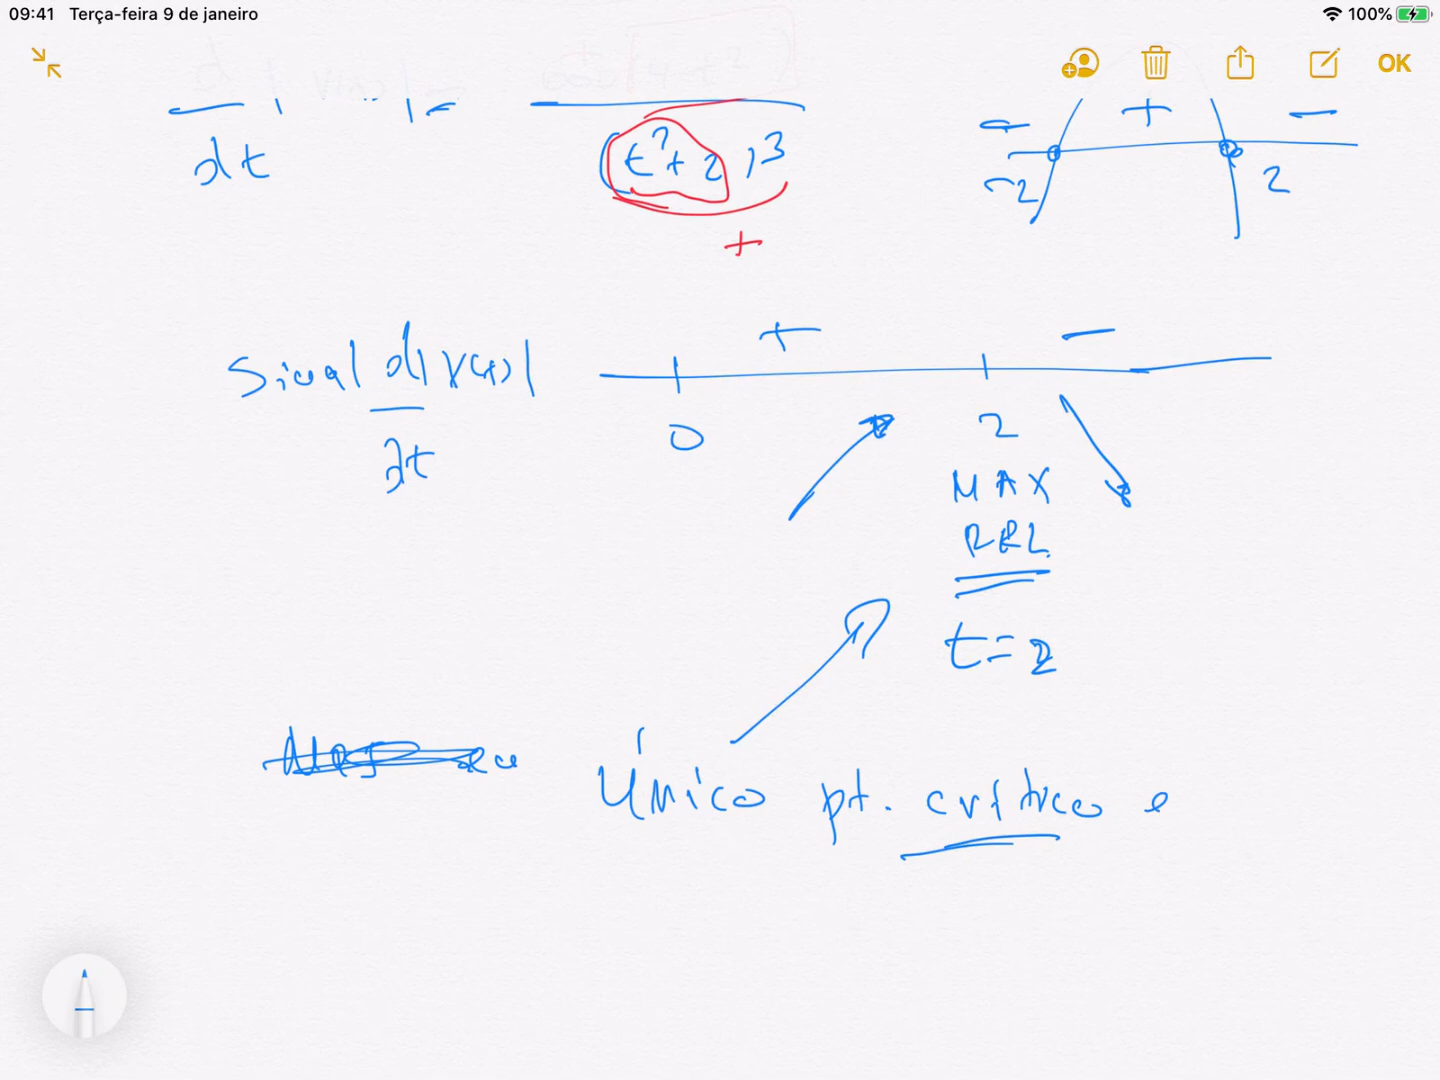 09:41 Terça-feira 9 de janeiro 100%
OK
dt (t²+2)³ - + -
-2 2
+
Sinal d|v(t)| + -
dt 0 2
MAX
REL
t=2
Único pt. crítico e